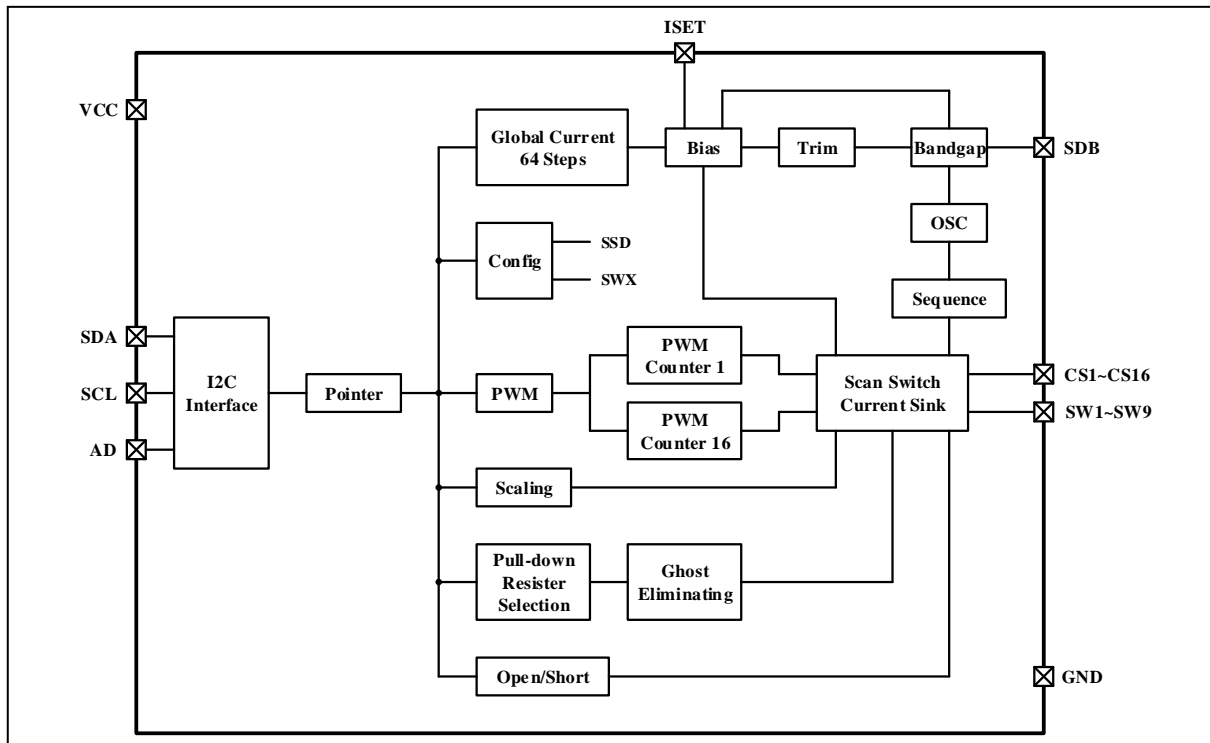 ISET
VCC
Global Current
64 Steps
Bias
Trim
Bandgap
SDB
OSC
Config
SSD
SWX
Sequence
SDA
SCL
AD
I2C
Interface
Pointer
PWM
PWM
Counter 1
PWM
Counter 16
Scan Switch
Current Sink
CS1~CS16
SW1~SW9
Scaling
Pull-down
Resister
Selection
Ghost
Eliminating
Open/Short
GND